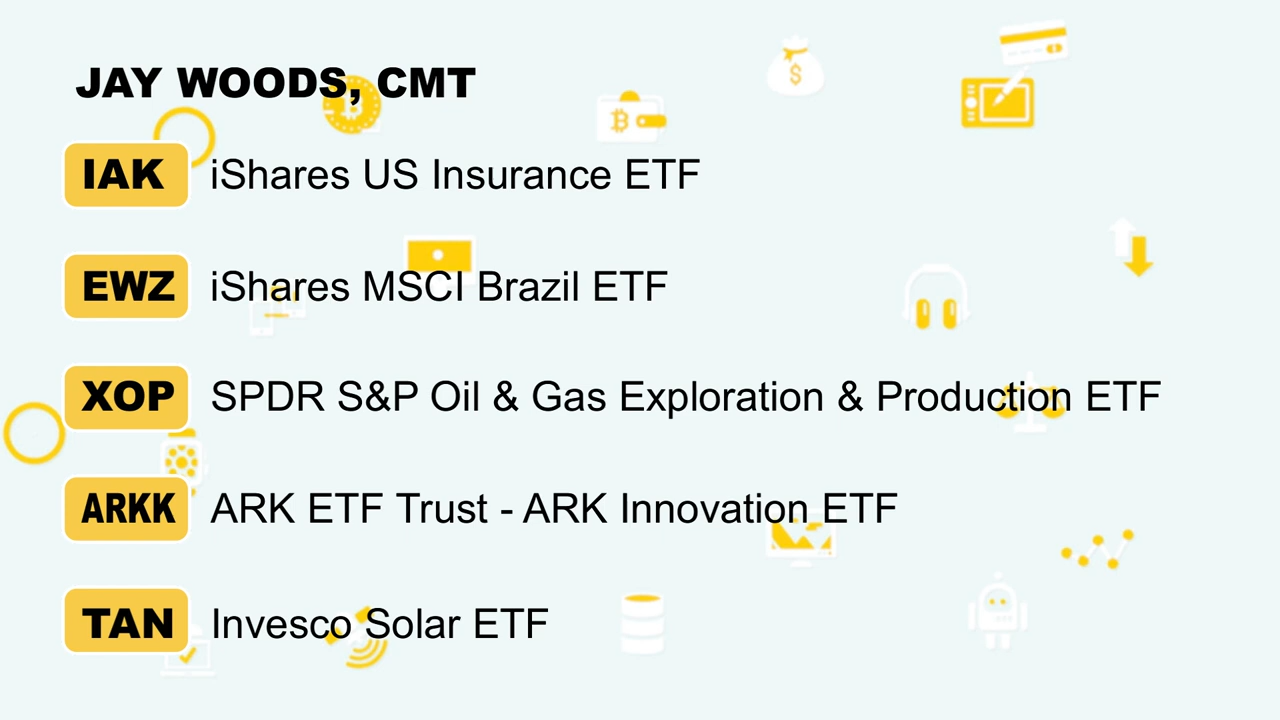 JAY WOODS, CMT
IAK iShares US Insurance ETF
EWZ iShares MSCI Brazil ETF
XOP SPDR S&P Oil & Gas Exploration & Production ETF
ARKK ARK ETF Trust - ARK Innovation ETF
TAN Invesco Solar ETF